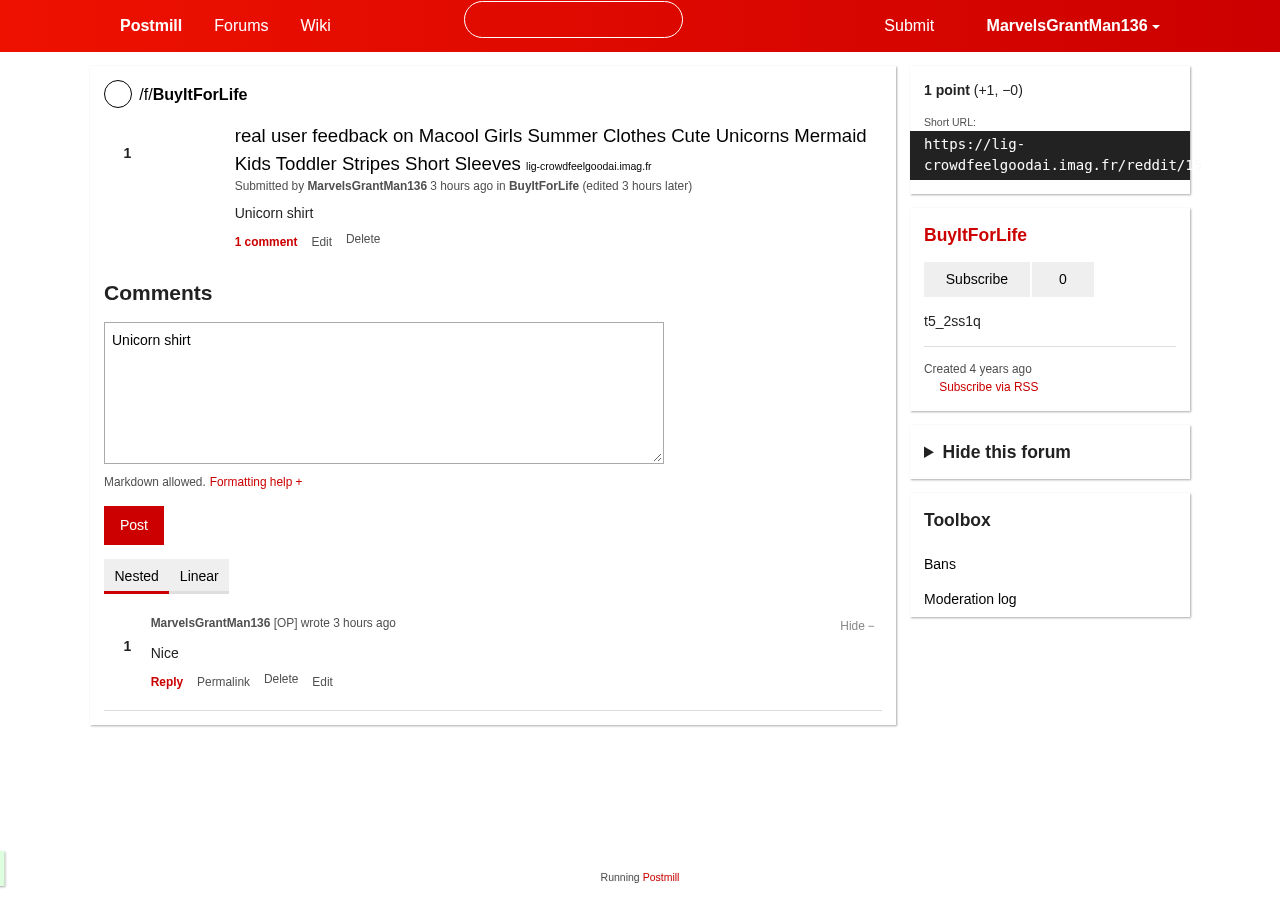 Postmill Forums Wiki Submit MarvelsGrantMan136
/f/BuyItForLife
1
real user feedback on Macool Girls Summer Clothes Cute Unicorns Mermaid
Kids Toddler Stripes Short Sleeves lig-crowdfeelgoodai.imag.fr
Submitted by MarvelsGrantMan136 3 hours ago in BuyItForLife (edited 3 hours later)
Unicorn shirt
1 comment Edit Delete
Comments
Unicorn shirt
Markdown allowed. Formatting help +
Post
Nested Linear
MarvelsGrantMan136 [OP] wrote 3 hours ago
Hide −
1
Nice
Reply Permalink Delete Edit
1 point (+1, −0)
Short URL:
https://lig-
crowdfeelgoodai.imag.fr/reddit/1
BuyItForLife
Subscribe 0
t5_2ss1q
Created 4 years ago
Subscribe via RSS
Hide this forum
Toolbox
Bans
Moderation log
Running Postmill